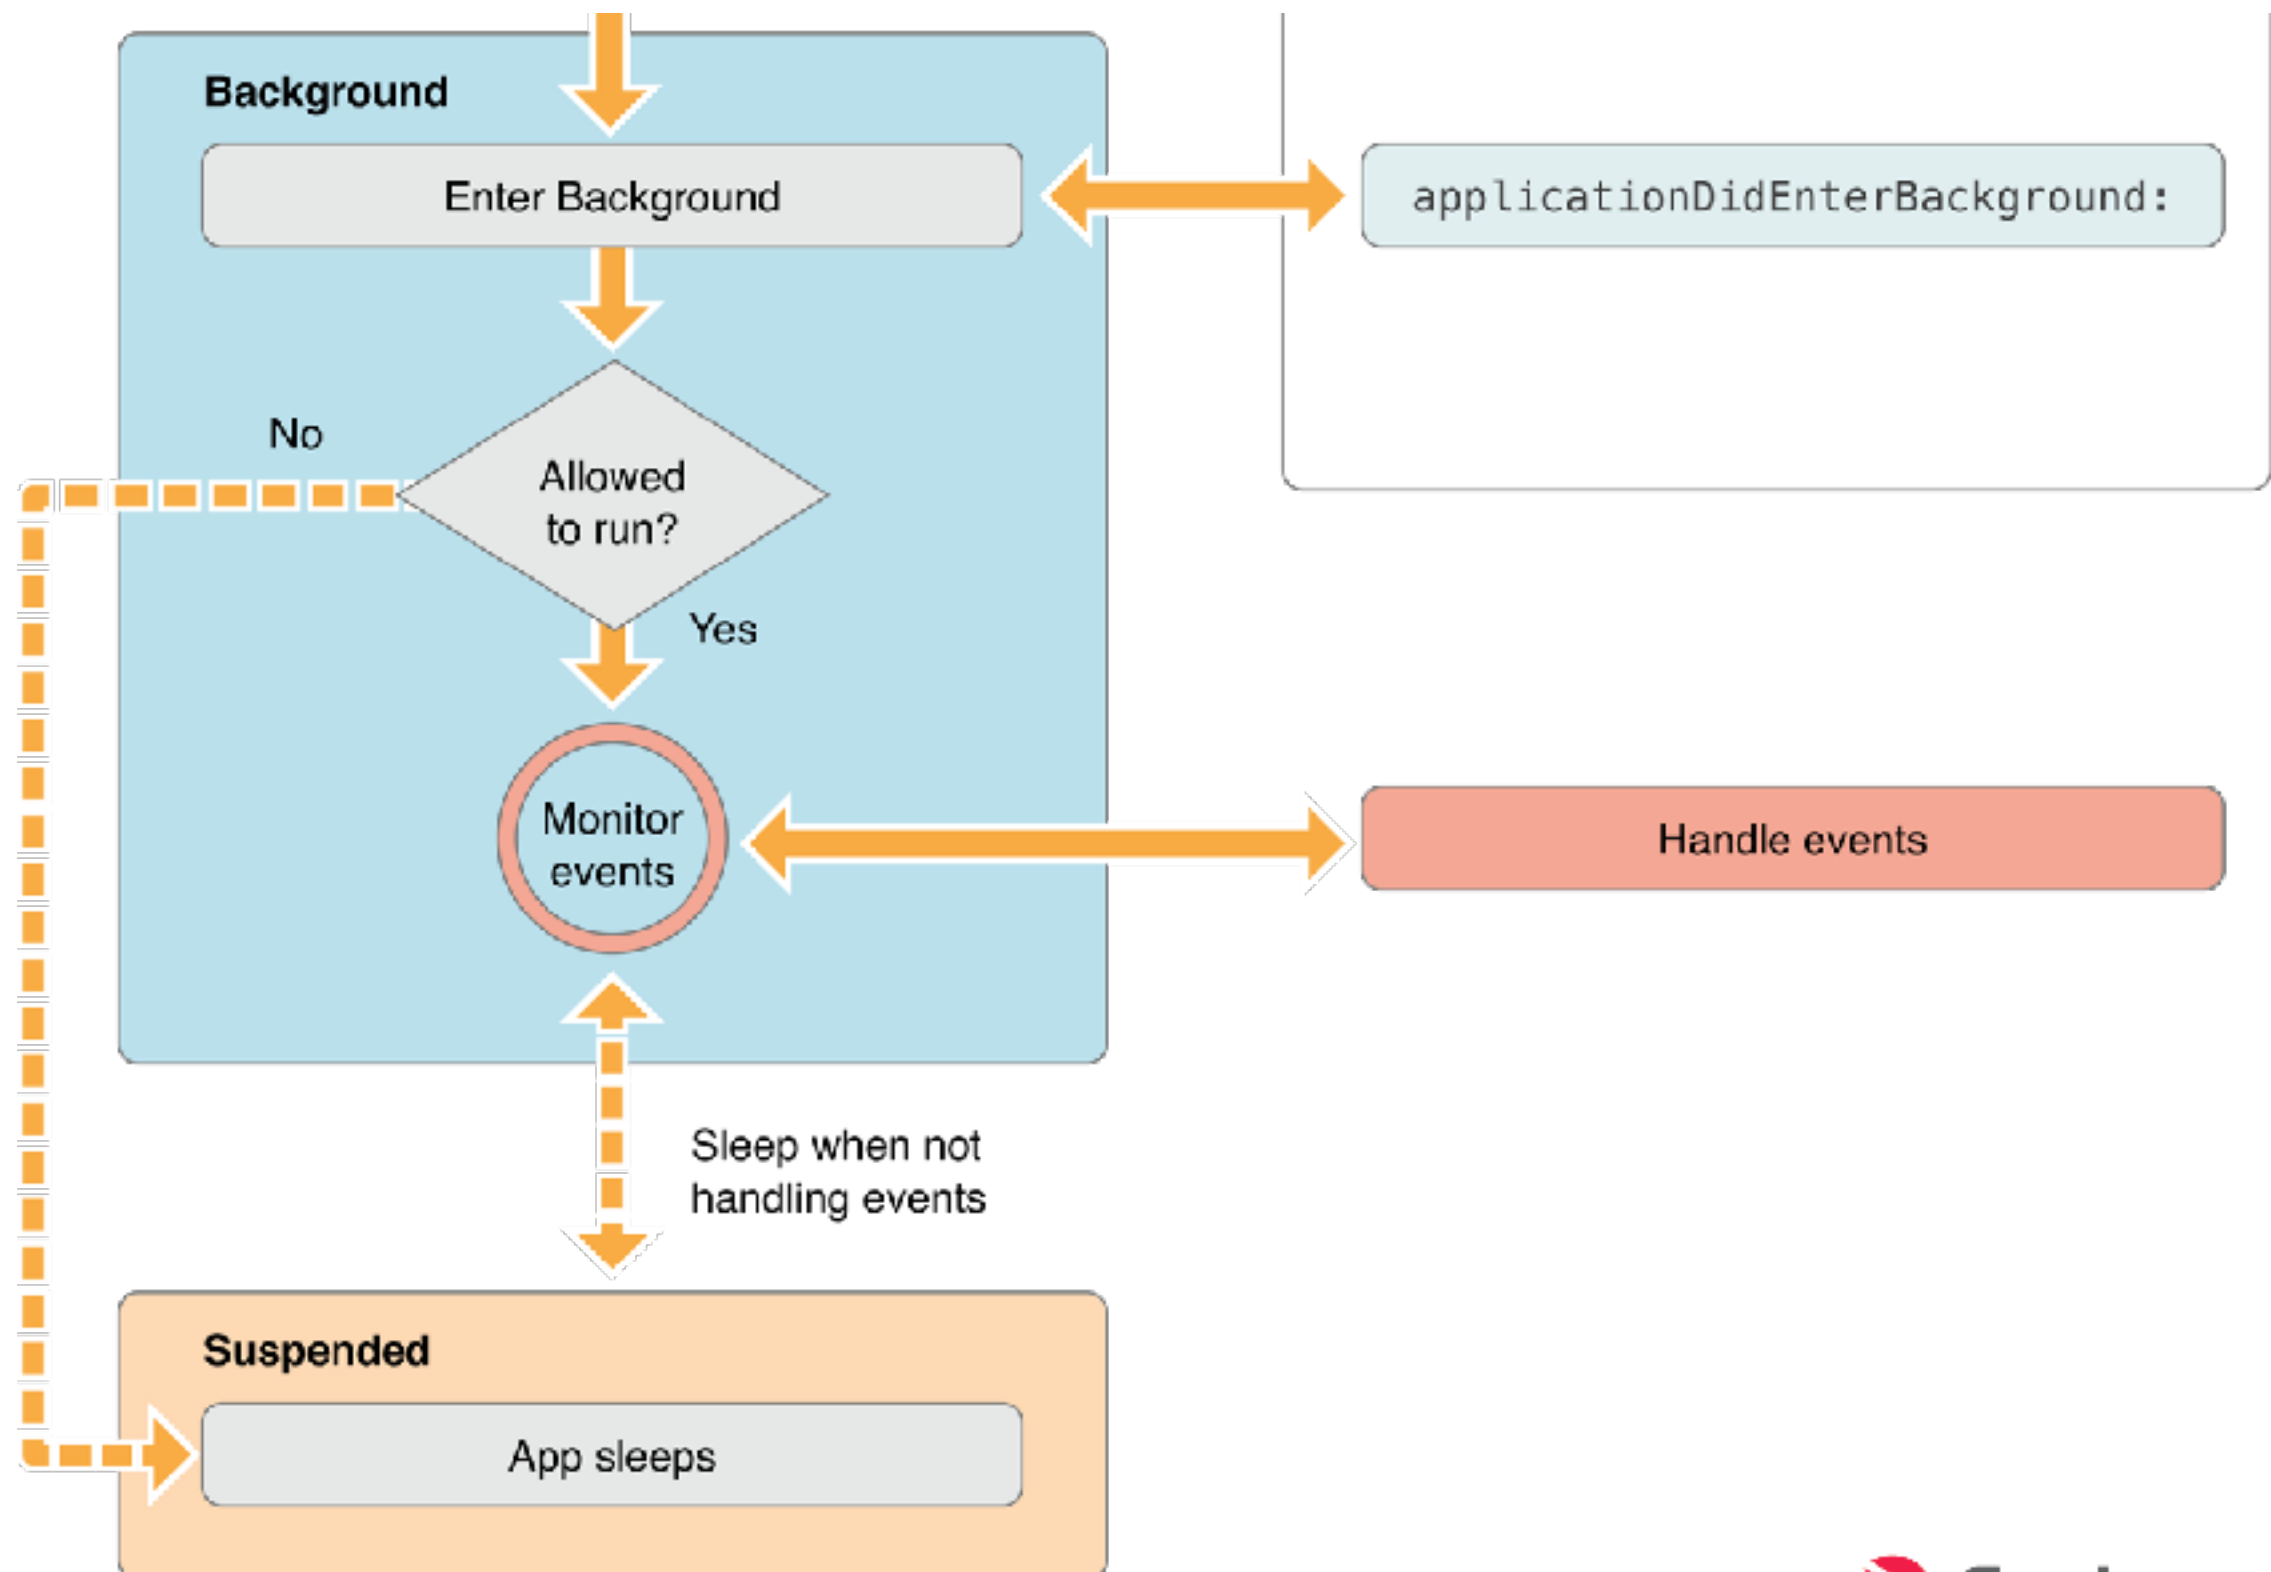 Background
Enter Background
applicationDidEnterBackground:
No
Allowed
to run?
Yes
Monitor
events
Handle events
Sleep when not
handling events
Suspended
App sleeps